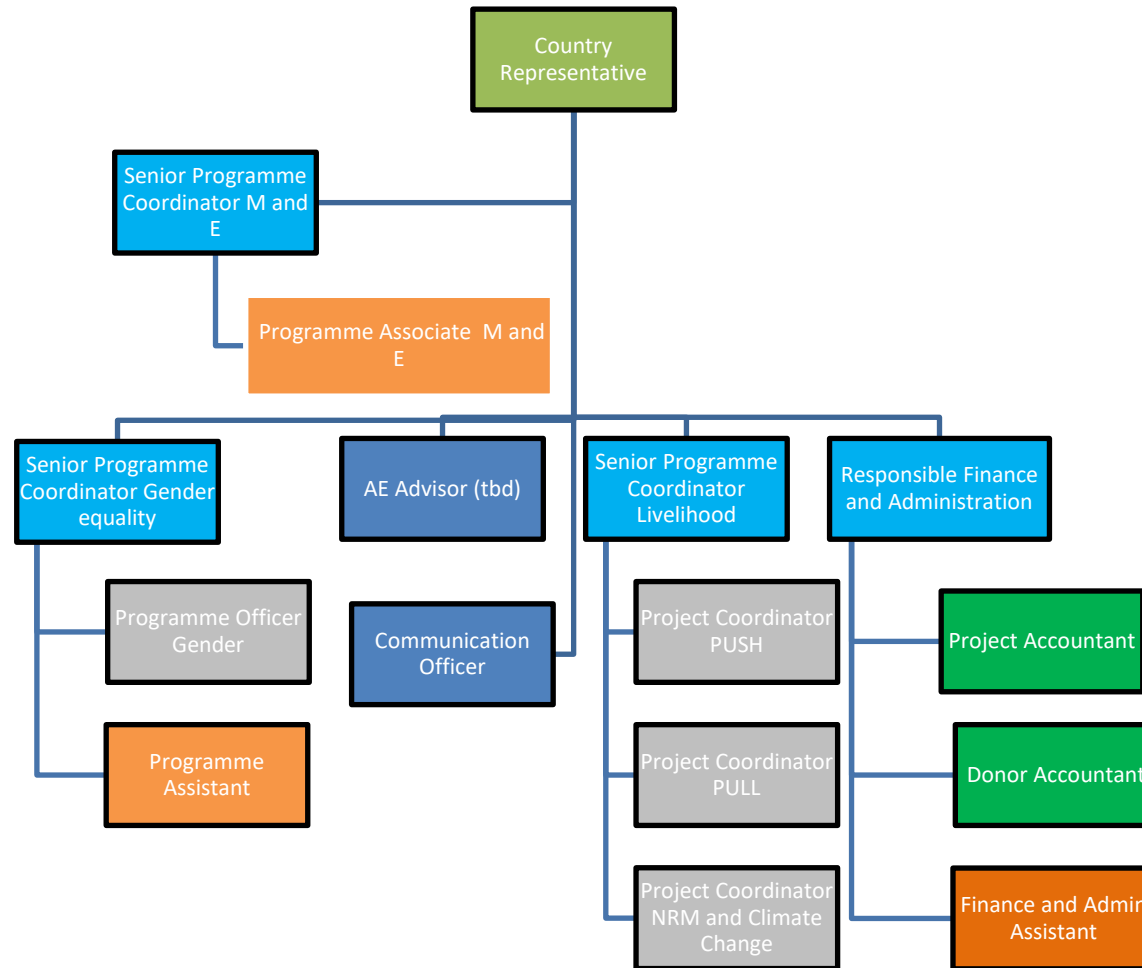 Country
Representative
Senior Programme
Coordinator M and
E
Programme Associate  M and
E
Senior Programme
Coordinator Gender
equality
AE Advisor (tbd)
Senior Programme
Coordinator
Livelihood
Responsible Finance
and Administration
Programme Officer
Gender
Communication
Officer
Project Coordinator
PUSH
Project Accountant
Programme
Assistant
Project Coordinator
PULL
Donor Accountant
Project Coordinator
NRM and Climate
Change
Finance and Admin
Assistant